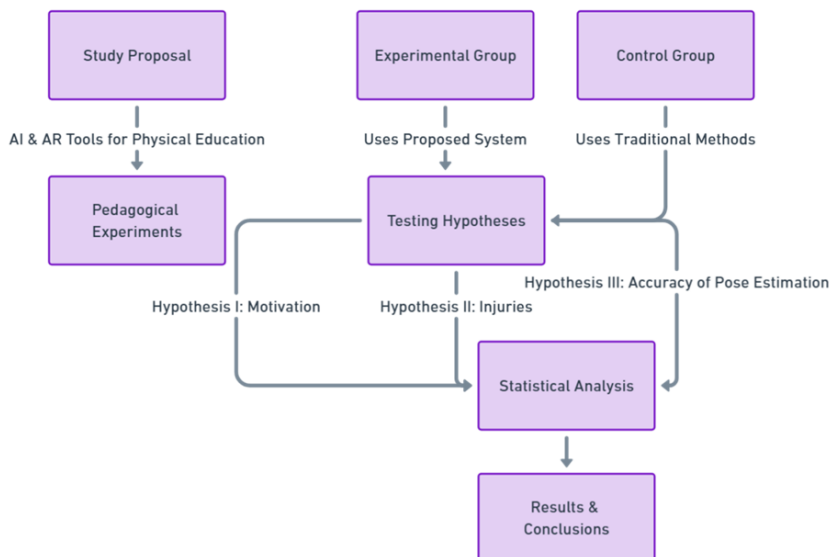 Study Proposal
Experimental Group
Control Group
AI & AR Tools for Physical Education
Uses Proposed System
Uses Traditional Methods
Pedagogical
Experiments
Testing Hypotheses
Hypothesis III: Accuracy of Pose Estimation
Hypothesis I: Motivation
Hypothesis II: Injuries
Statistical Analysis
Results &
Conclusions